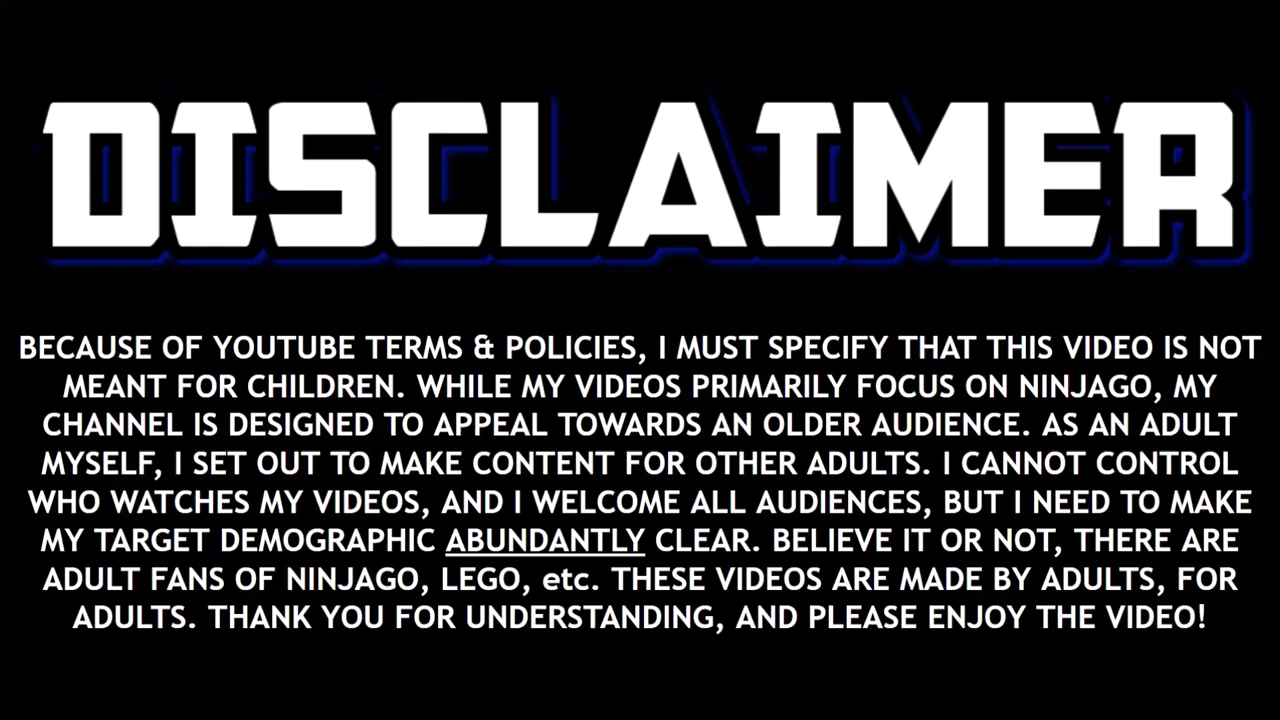 DISCLAIMER
BECAUSE OF YOUTUBE TERMS & POLICIES, I MUST SPECIFY THAT THIS VIDEO IS NOT
MEANT FOR CHILDREN. WHILE MY VIDEOS PRIMARILY FOCUS ON NINJAGO, MY
CHANNEL IS DESIGNED TO APPEAL TOWARDS AN OLDER AUDIENCE. AS AN ADULT
MYSELF, I SET OUT TO MAKE CONTENT FOR OTHER ADULTS. I CANNOT CONTROL
WHO WATCHES MY VIDEOS, AND I WELCOME ALL AUDIENCES, BUT I NEED TO MAKE
MY TARGET DEMOGRAPHIC ABUNDANTLY CLEAR. BELIEVE IT OR NOT, THERE ARE
ADULT FANS OF NINJAGO, LEGO, etc. THESE VIDEOS ARE MADE BY ADULTS, FOR
ADULTS. THANK YOU FOR UNDERSTANDING, AND PLEASE ENJOY THE VIDEO!